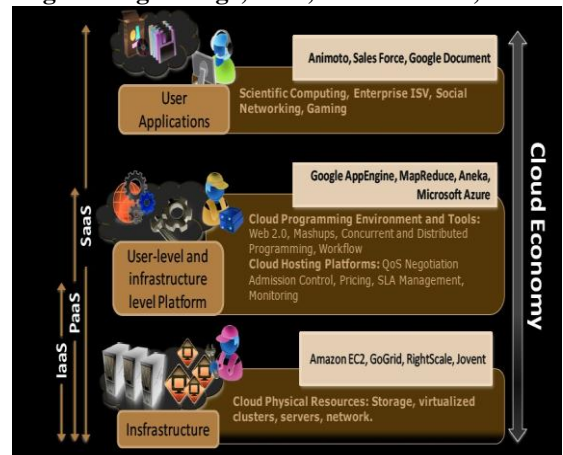 Animoto, Sales Force, Google Document
User
Applications
Scientific Computing, Enterprise ISV, Social
Networking, Gaming
Google AppEngine, MapReduce, Aneka,
Microsoft Azure
User-level and
infrastructure
level Platform
Cloud Programming Environment and Tools:
Web 2.0, Mashups, Concurrent and Distributed
Programming, Workflow
Cloud Hosting Platforms: QoS Negotiation
Admission Control, Pricing, SLA Management,
Monitoring
Amazon EC2, GoGrid, RightScale, Jovent
Insfrastructure
Cloud Physical Resources: Storage, virtualized
clusters, servers, network.
IaaS
PaaS
SaaS
Cloud Economy